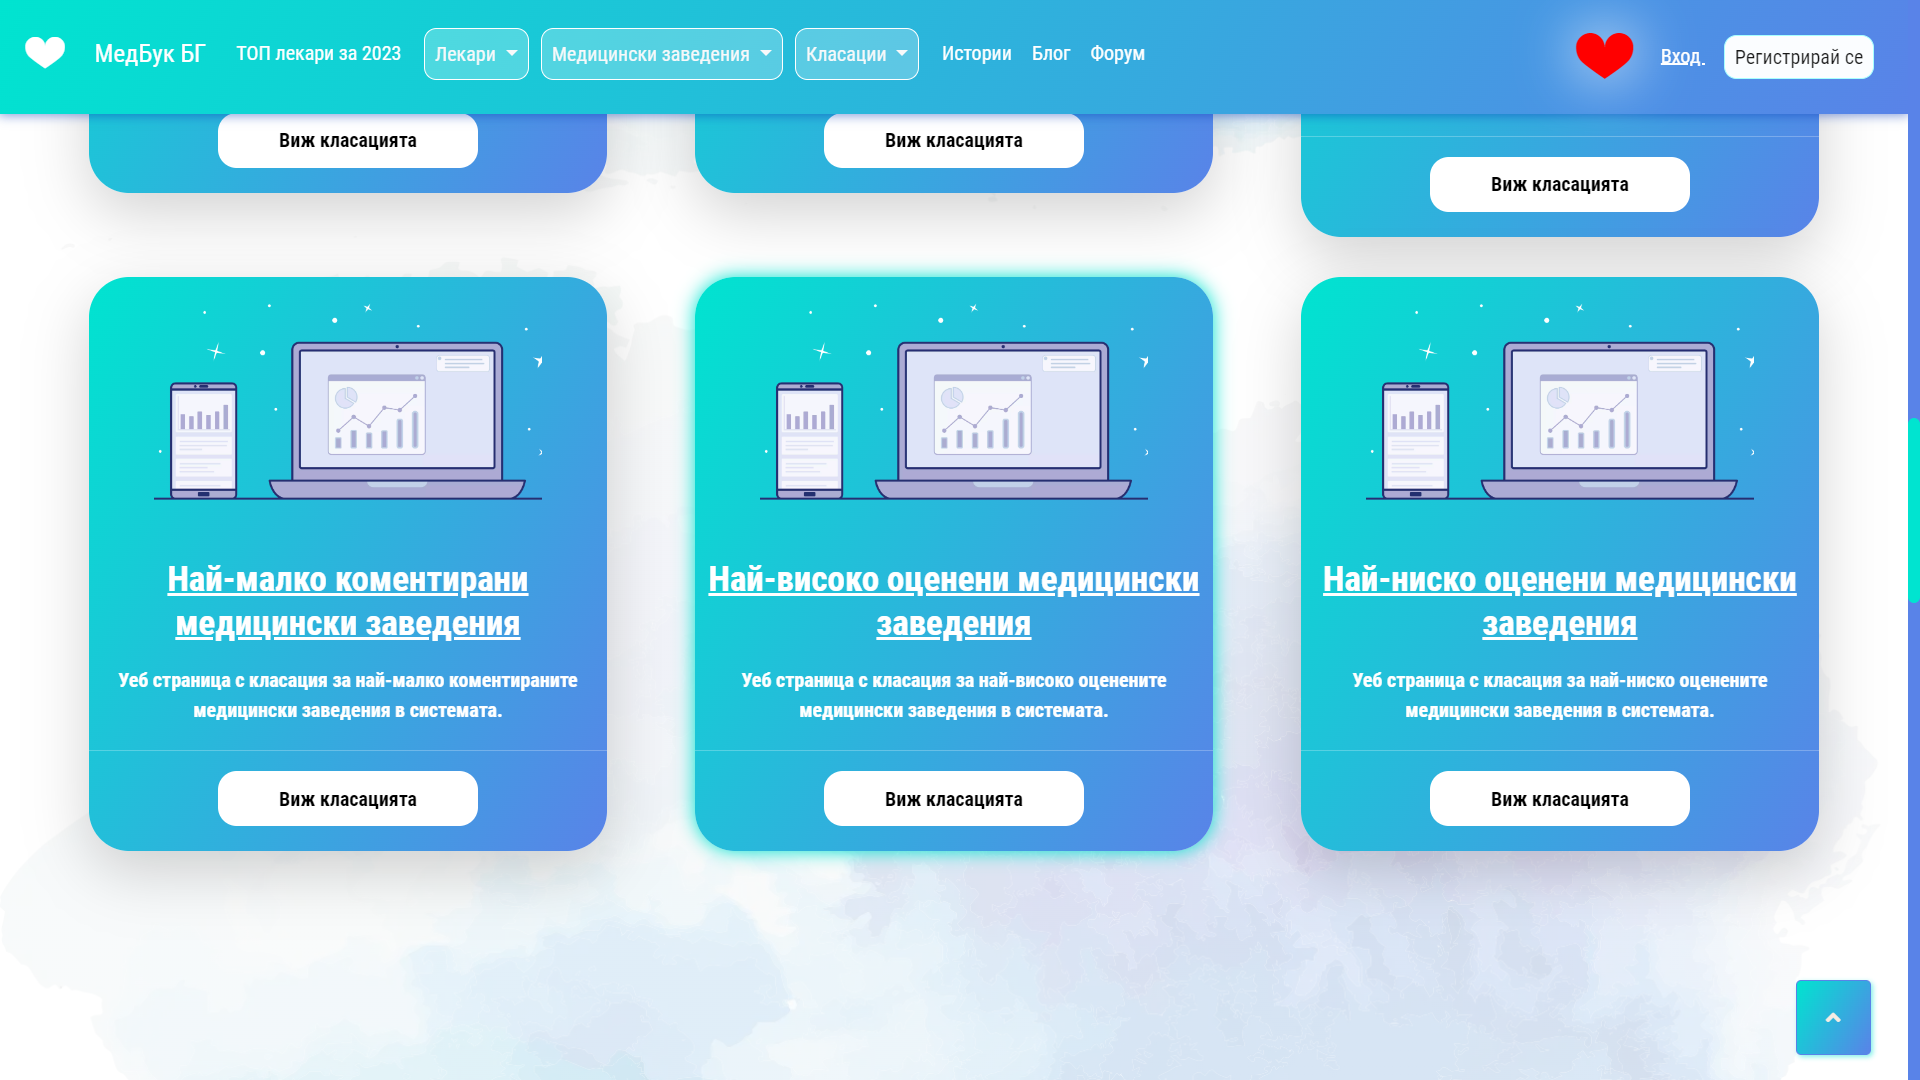 МедБук БГ
ТОП лекари за 2023
Лекари
Медицински заведения
Класации
Истории
Блог
Форум
Вход
Регистрирай се
Виж класацията
Виж класацията
Виж класацията
Най-малко коментирани
медицински заведения
Уеб страница с класация за най-малко коментираните
медицински заведения в системата.
Виж класацията
Най-високо оценени медицински
заведения
Уеб страница с класация за най-високо оценените
медицински заведения в системата.
Виж класацията
Най-ниско оценени медицински
заведения
Уеб страница с класация за най-ниско оценените
медицински заведения в системата.
Виж класацията